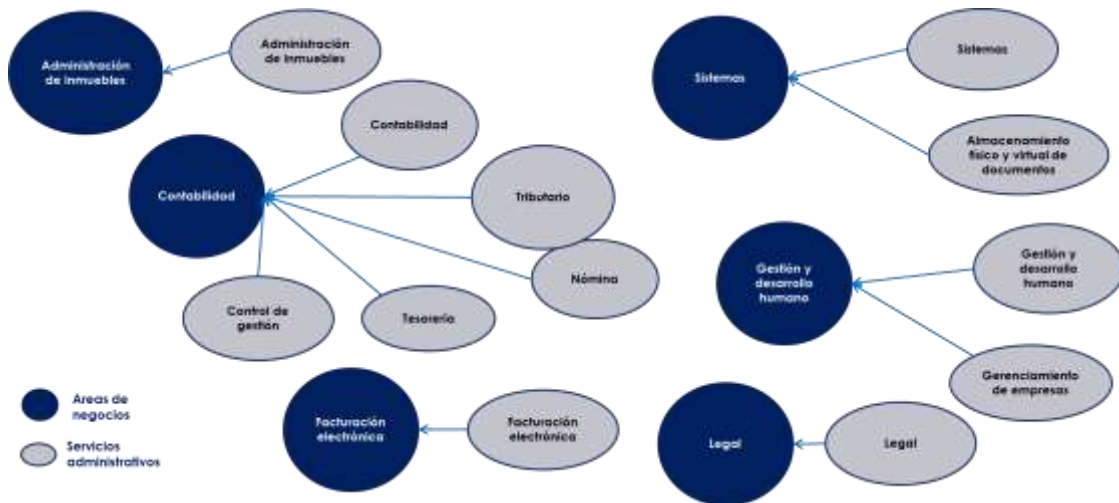 Administración
de Inmuebles
Administración
de Inmuebles
Contabilidad
Contabilidad
Tributario
Nómina
Tesorería
Control de
gestión
Facturación
electrónica
Facturación
electrónica
Areas de
negocios
Servicios
administrativos
Sistemas
Sistemas
Almacenamiento
físico y virtual de
documentos
Gestión y
desarrollo
humano
Gestión y
desarrollo
humano
Gerenciamiento
de empresas
Legal
Legal